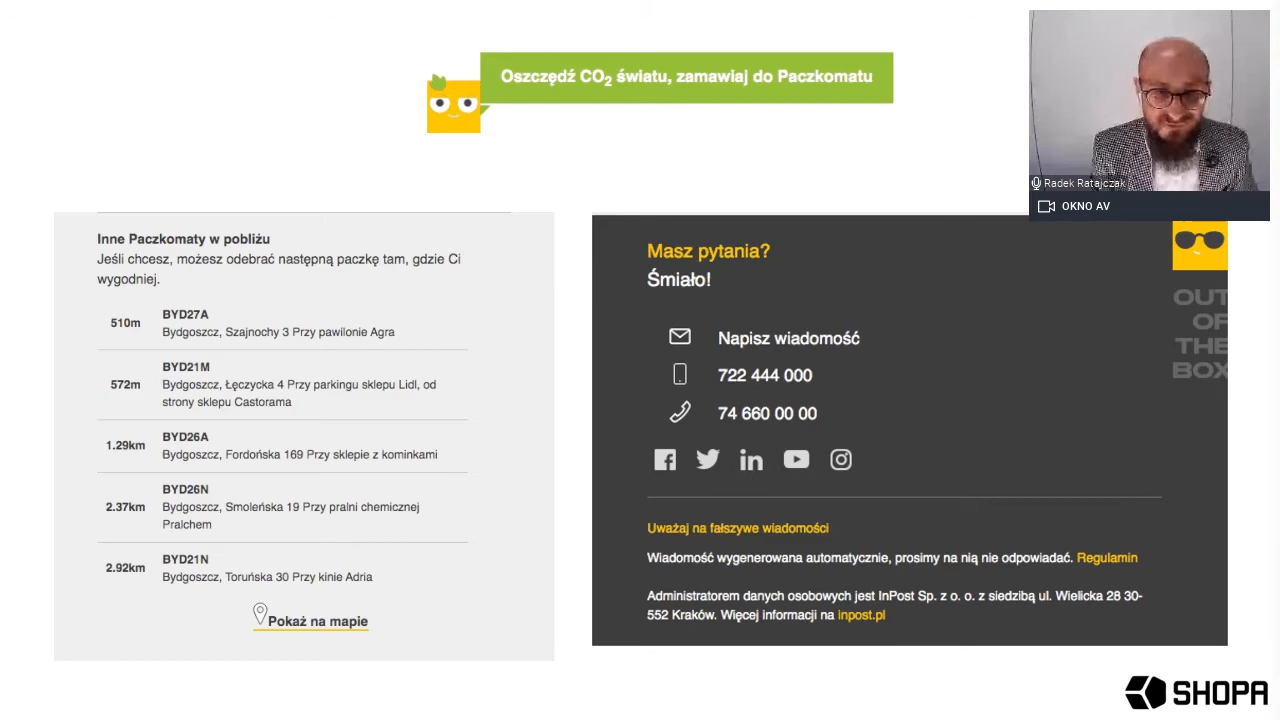 Oszczędź CO₂ światu, zamawiaj do Paczkomatu
Radek Ratajczak
OKNO AV
Inne Paczkomaty w pobliżu
Jeśli chcesz, możesz odebrać następną paczkę tam, gdzie Ci
wygodniej.
510m
BYD27A
Bydgoszcz, Szajnochy 3 Przy pawilonie Agra
572m
BYD21M
Bydgoszcz, Łęczycka 4 Przy parkingu sklepu Lidl, od
strony sklepu Castorama
1.29km
BYD26A
Bydgoszcz, Fordońska 169 Przy sklepie z kominkami
2.37km
BYD26N
Bydgoszcz, Smoleńska 19 Przy pralni chemicznej
Pralchem
2.92km
BYD21N
Bydgoszcz, Toruńska 30 Przy kinie Adria
Pokaż na mapie
Masz pytania?
Śmiało!
Napisz wiadomość
722 444 000
74 660 00 00
OUT
OF
THE
BOX
Uważaj na fałszywe wiadomości
Wiadomość wygenerowana automatycznie, prosimy na nią nie odpowiadać. Regulamin
Administratorem danych osobowych jest InPost Sp. z o. o. z siedzibą ul. Wielicka 28 30-
552 Kraków. Więcej informacji na inpost.pl
SHOPA